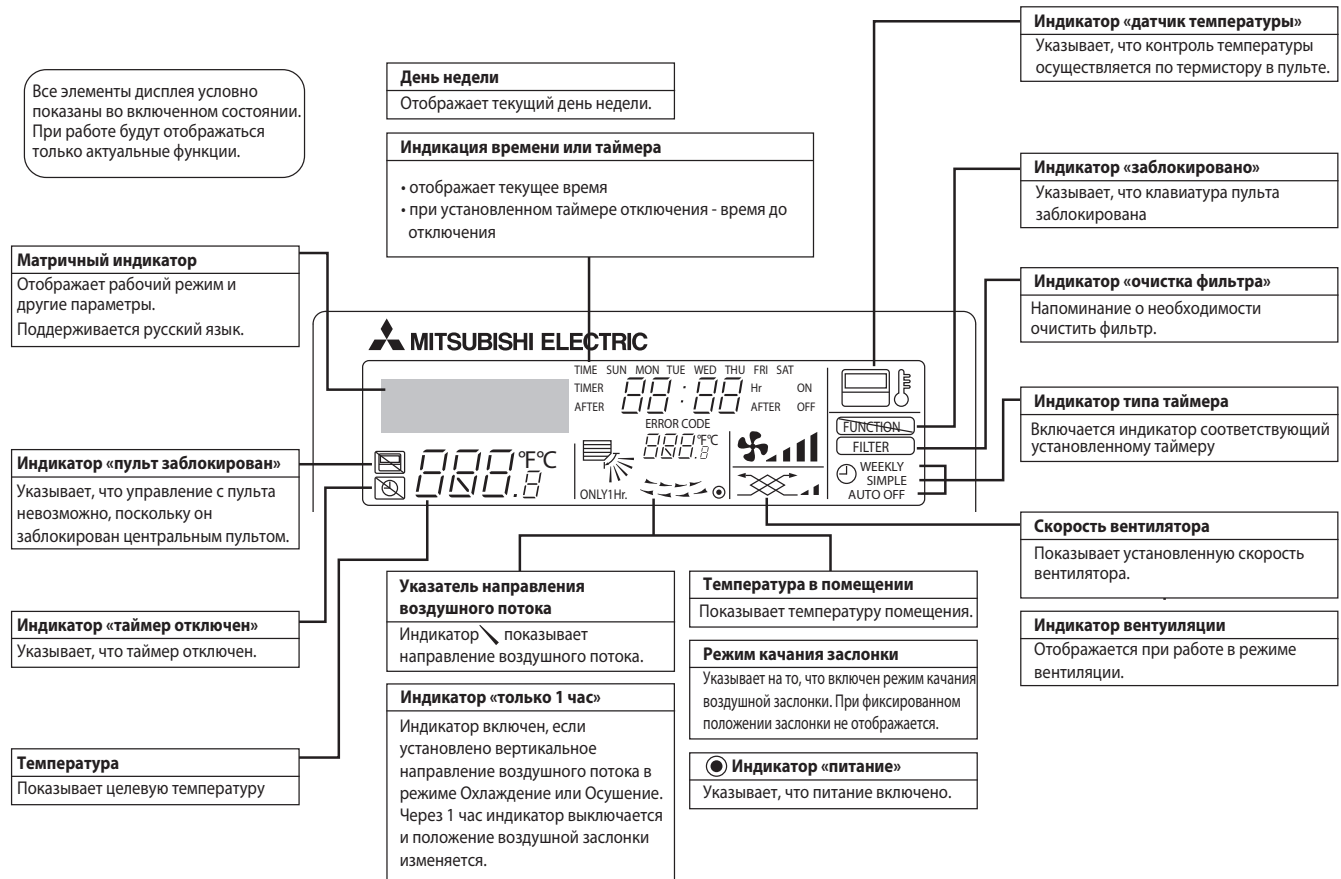 Все элементы дисплея условно
показаны во включенном состоянии.
При работе будут отображаться
только актуальные функции.
День недели
Отображает текущий день недели.
Индикация времени или таймера
• отображает текущее время
• при установленном таймере отключения - время до
отключения
Индикатор «датчик температуры»
Указывает, что контроль температуры
осуществляется по термистору в пульте.
Индикатор «заблокировано»
Указывает, что клавиатура пульта
заблокирована
Индикатор «очистка фильтра»
Напоминание о необходимости
очистить фильтр.
Индикатор типа таймера
Включается индикатор соответствующий
установленному таймеру
Скорость вентилятора
Показывает установленную скорость
вентилятора.
Индикатор вентуиляции
Отображается при работе в режиме
вентиляции.
Матричный индикатор
Отображает рабочий режим и
другие параметры.
Поддерживается русский язык.
Индикатор «пульт заблокирован»
Указывает, что управление с пульта
невозможно, поскольку он
заблокирован центральным пультом.
Индикатор «таймер отключен»
Указывает, что таймер отключен.
Температура
Показывает целевую температуру
MITSUBISHI ELECTRIC
TIME SUN MON TUE WED THU FRI SAT
TIMER 88:88 Hr ON
AFTER AFTER OFF
ERROR CODE
888.8 °F°C
888.8 °F°C
ONLY1Hr.
FUNCTION
FILTER
WEEKLY
SIMPLE
AUTO OFF
Указатель направления
воздушного потока
Индикатор показывает
направление воздушного потока.
Индикатор «только 1 час»
Индикатор включен, если
установлено вертикальное
направление воздушного потока в
режиме Охлаждение или Осушение.
Через 1 час индикатор выключается
и положение воздушной заслонки
изменяется.
Температура в помещении
Показывает температуру помещения.
Режим качания заслонки
Указывает на то, что включен режим качания
воздушной заслонки. При фиксированном
положении заслонки не отображается.
Индикатор «питание»
Указывает, что питание включено.